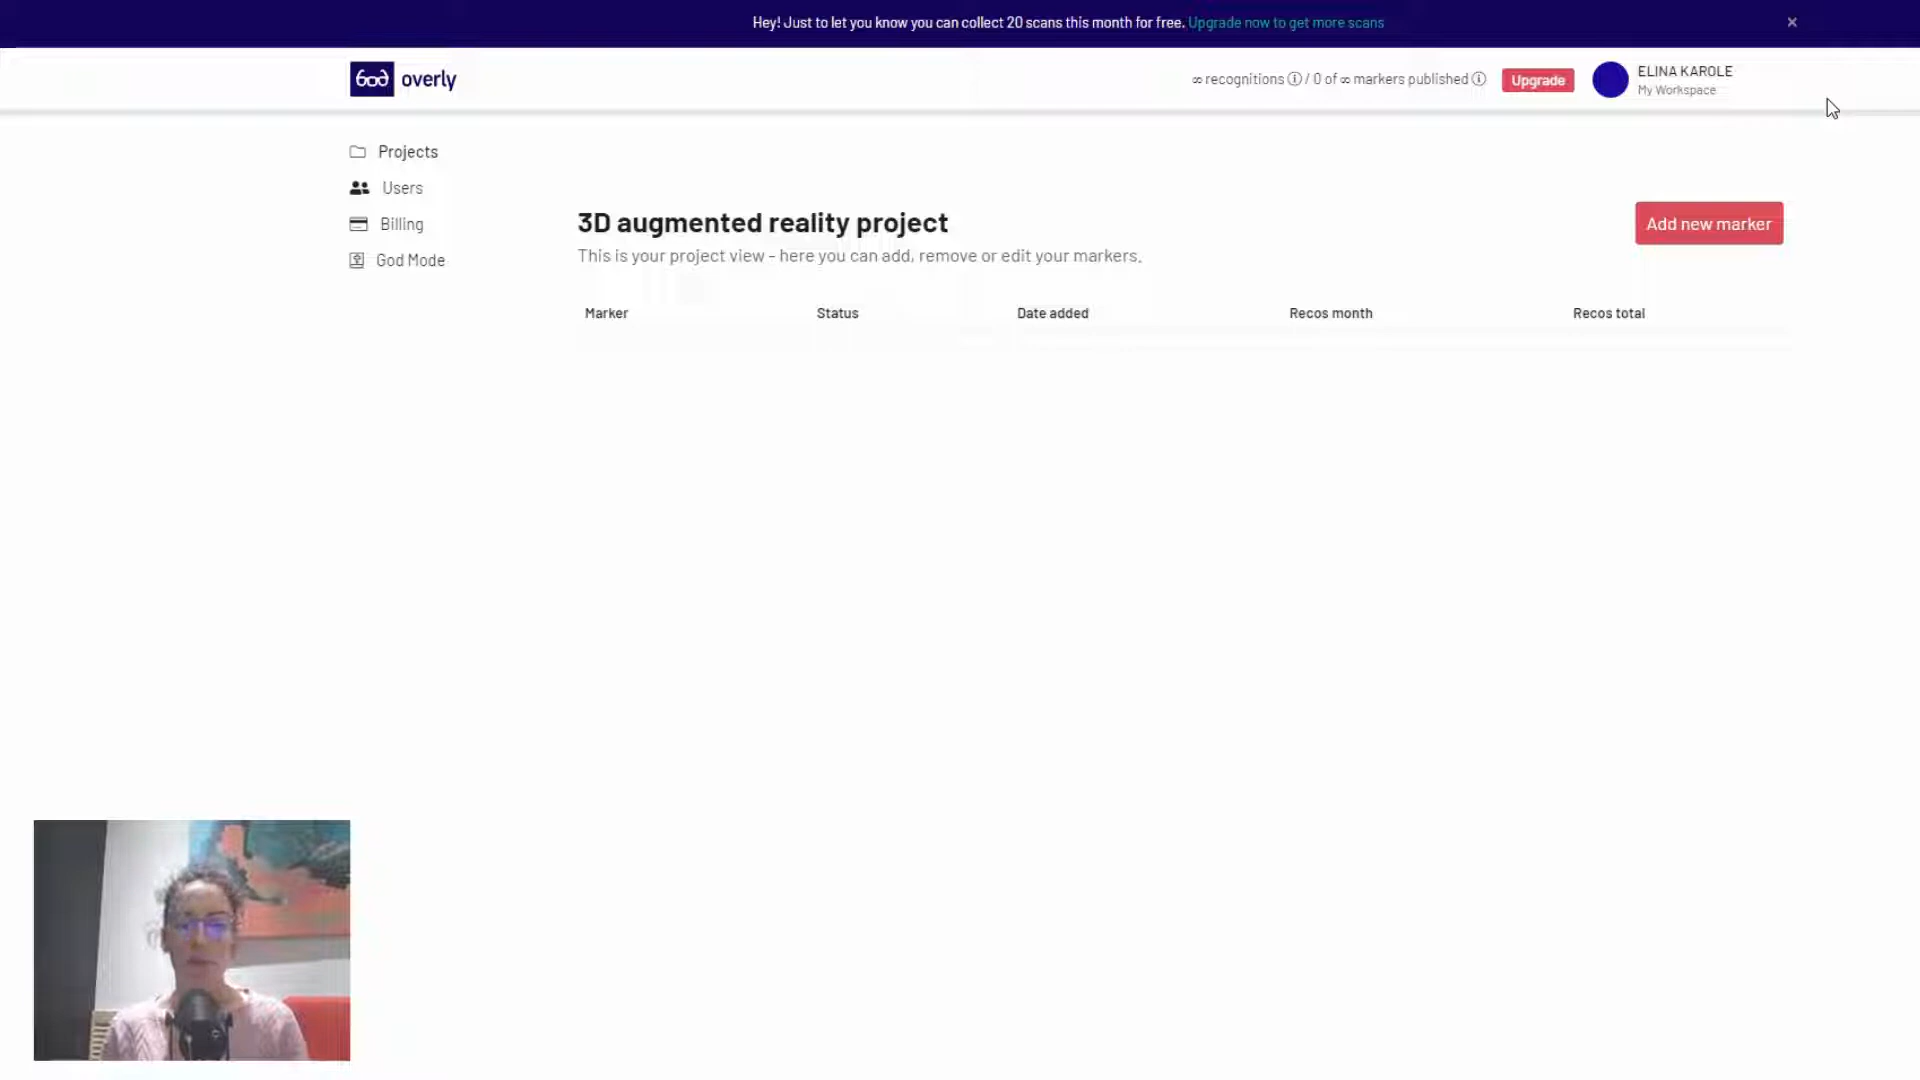 Hey! Just to let you know you can collect 20 scans this month for free. Upgrade now to get more scans
overly
∞ recognitions / 0 of ∞ markers published
Upgrade
ELINA KAROLE
My Workspace
Projects
Users
Billing
God Mode
3D augmented reality project
This is your project view - here you can add, remove or edit your markers.
Add new marker
Marker Status Date added Recos month Recos total